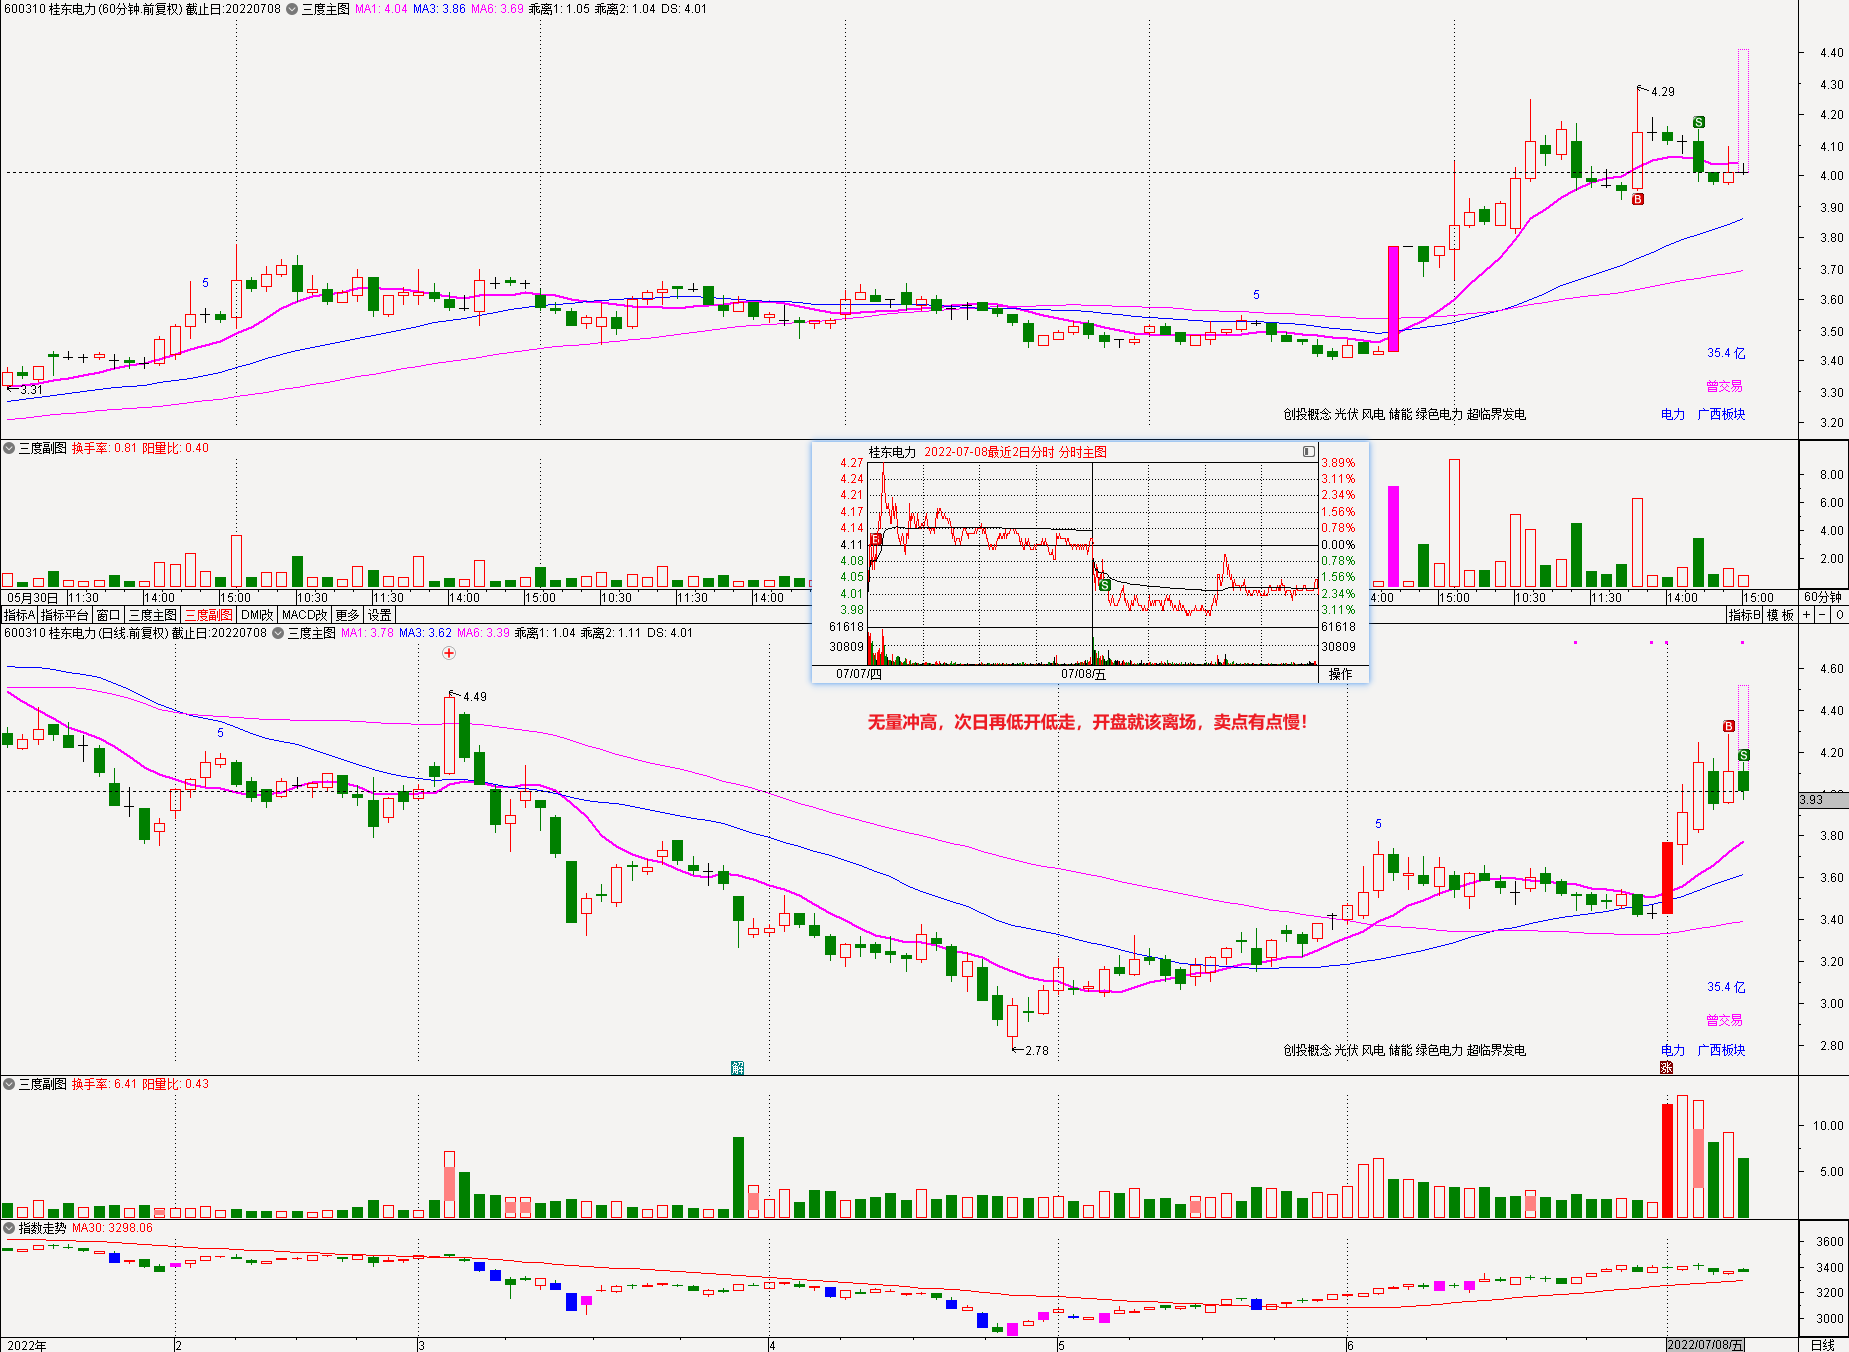 600310 桂东电力 (60分钟.前复权) 截止日:20220708 三度主图 MA1: 4.04 MA3: 3.86 MA6: 3.69 乖离1: 1.05 乖离2: 1.04 DS: 4.01
4.40
4.30
4.29
4.20
S
4.10
4.00
B
3.90
3.80
3.70
5
5
3.60
3.50
35.4 亿
3.40
3.31
曾交易
3.30
创投概念 光伏 风电 储能 绿色电力 超临界发电
电力 广西板块
3.20
三度副图 换手率: 0.81 阳量比: 0.40
8.00
6.00
4.00
2.00
桂东电力 2022-07-08最近2日分时 分时主图
4.27 3.89%
4.24 3.11%
4.21 2.34%
4.17 1.56%
4.14 0.78%
B
4.11 0.00%
4.08 0.78%
4.05 1.56%
S
4.01 2.34%
3.98 3.11%
61618 61618
30809 30809
07/07/四 07/08/五 操作
05月30日 11:30 14:00 15:00 10:30 11:30 14:00 15:00 10:30 11:30 14:00 4:00 15:00 10:30 11:30 14:00 15:00 60分钟
指标A 指标平台 窗口 三度主图 三度副图 DM改 MACD改 更多 设置 指标B 模板 + − 0
600310 桂东电力 (日线.前复权) 截止日:20220708 三度主图 MA1: 3.78 MA3: 3.62 MA6: 3.39 乖离1: 1.04 乖离2: 1.11 DS: 4.01
4.60
4.49
4.40
无量冲高，次日再低开低走，开盘就该离场，卖点有点慢！
5
B
S
4.20
3.93
3.80
5
3.60
3.40
3.20
3.00
35.4 亿
曾交易
2.80
2.78
创投概念 光伏 风电 储能 绿色电力 超临界发电
电力 广西板块
解
涨
三度副图 换手率: 6.41 阳量比: 0.43
10.00
5.00
指数走势 MA30: 3298.06
3600
3400
3200
3000
2022年 2 3 4 5 6 2022/07/08/五 日线